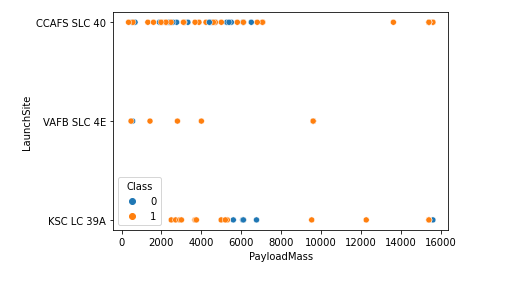 CCAFS SLC 40
VAFB SLC 4E
KSC LC 39A
LaunchSite
Class
0
1
0 2000 4000 6000 8000 10000 12000 14000 16000
PayloadMass